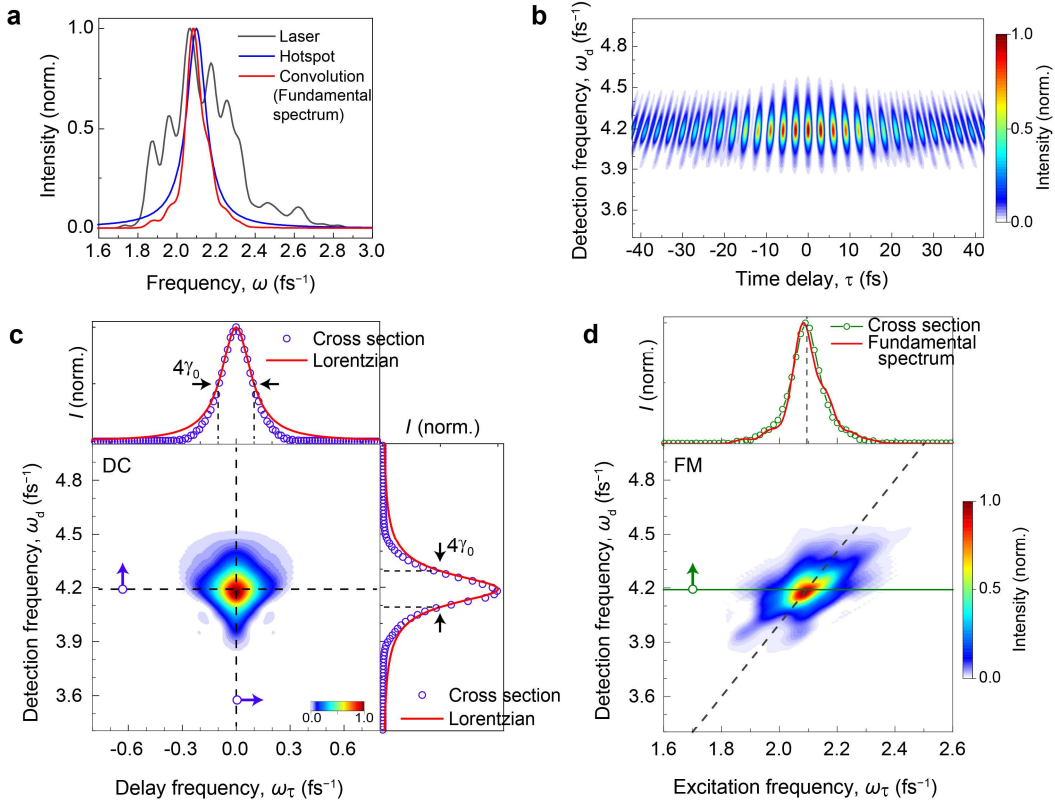 a
Laser
Hotspot
Convolution
(Fundamental
spectrum)
Intensity (norm.)
1.0
0.5
0.0
1.6 2.0 2.2 2.4 2.6 2.8 3.0
Frequency, ω (fs⁻¹)
b
Detection frequency, ω_d (fs⁻¹)
4.8
4.5
4.2
3.9
3.6
-40 -30 -20 -10 0 10 20 30 40
Time delay, τ (fs)
1.0
0.5
0.0
Intensity (norm.)
c
I (norm.)
Cross section
Lorentzian
4γ₀
I (norm.)
DC
Detection frequency, ω_d (fs⁻¹)
4.8
4.5
4.2
3.9
3.6
4γ₀
0.0 1.0
Cross section
Lorentzian
-0.6 -0.3 0.0 0.3 0.6
Delay frequency, ω_τ (fs⁻¹)
d
I (norm.)
Cross section
Fundamental
spectrum
FM
Detection frequency, ω_d (fs⁻¹)
4.8
4.5
4.2
3.9
3.6
1.6 1.8 2.0 2.2 2.4 2.6
Excitation frequency, ω_τ (fs⁻¹)
1.0
0.5
0.0
Intensity (norm.)